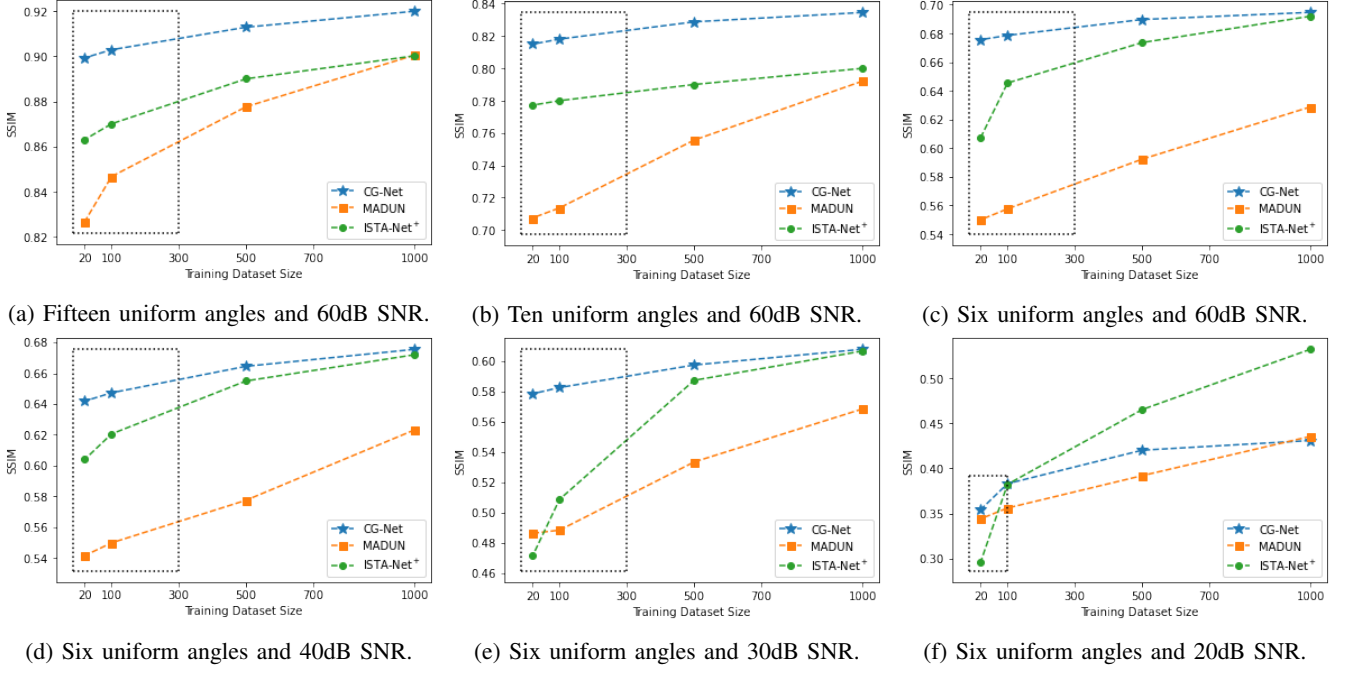 0.92
0.90
0.88
0.86
0.84
0.82
SSIM
20 100 300 500 700 1000
Training Dataset Size
CG-Net
MADUN
ISTA-Net+
(a) Fifteen uniform angles and 60dB SNR.
0.84
0.82
0.80
0.78
0.76
0.74
0.72
0.70
SSIM
20 100 300 500 700 1000
Training Dataset Size
CG-Net
MADUN
ISTA-Net+
(b) Ten uniform angles and 60dB SNR.
0.70
0.68
0.66
0.64
0.62
0.60
0.58
0.56
0.54
SSIM
20 100 300 500 700 1000
Training Dataset Size
CG-Net
MADUN
ISTA-Net+
(c) Six uniform angles and 60dB SNR.
0.68
0.66
0.64
0.62
0.60
0.58
0.56
0.54
SSIM
20 100 300 500 700 1000
Training Dataset Size
CG-Net
MADUN
ISTA-Net+
(d) Six uniform angles and 40dB SNR.
0.60
0.58
0.56
0.54
0.52
0.50
0.48
0.46
SSIM
20 100 300 500 700 1000
Training Dataset Size
CG-Net
MADUN
ISTA-Net+
(e) Six uniform angles and 30dB SNR.
0.50
0.45
0.40
0.35
0.30
SSIM
20 100 300 500 700 1000
Training Dataset Size
CG-Net
MADUN
ISTA-Net+
(f) Six uniform angles and 20dB SNR.